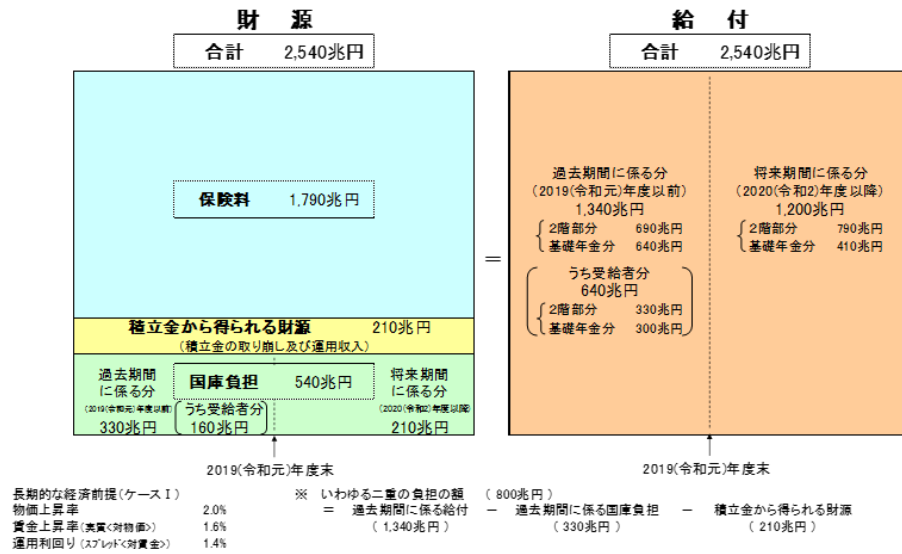 財 源
合計 2,540兆円
保険料 1,790兆円
積立金から得られる財源 210兆円
(積立金の取り崩し及び運用収入)
過去期間
に係る分
(2019(令和元)年度以前)
330兆円
国庫負担 540兆円
うち受給者分
160兆円
将来期間
に係る分
(2020(令和2)年度以降)
210兆円
2019(令和元)年度末
=
給 付
合計 2,540兆円
過去期間に係る分
(2019(令和元)年度以前)
1,340兆円
2階部分 690兆円
基礎年金分 640兆円
うち受給者分
640兆円
2階部分 330兆円
基礎年金分 300兆円
将来期間に係る分
(2020(令和2)年度以降)
1,200兆円
2階部分 790兆円
基礎年金分 410兆円
2019(令和元)年度末
長期的な経済前提(ケースⅠ)
物価上昇率 2.0%
賃金上昇率(実質<対物価>) 1.6%
運用利回り(スプレッド<対賃金>) 1.4%
※ いわゆる二重の負担の額 (800兆円)
= 過去期間に係る給付 － 過去期間に係る国庫負担 － 積立金から得られる財源
(1,340兆円) (330兆円) (210兆円)